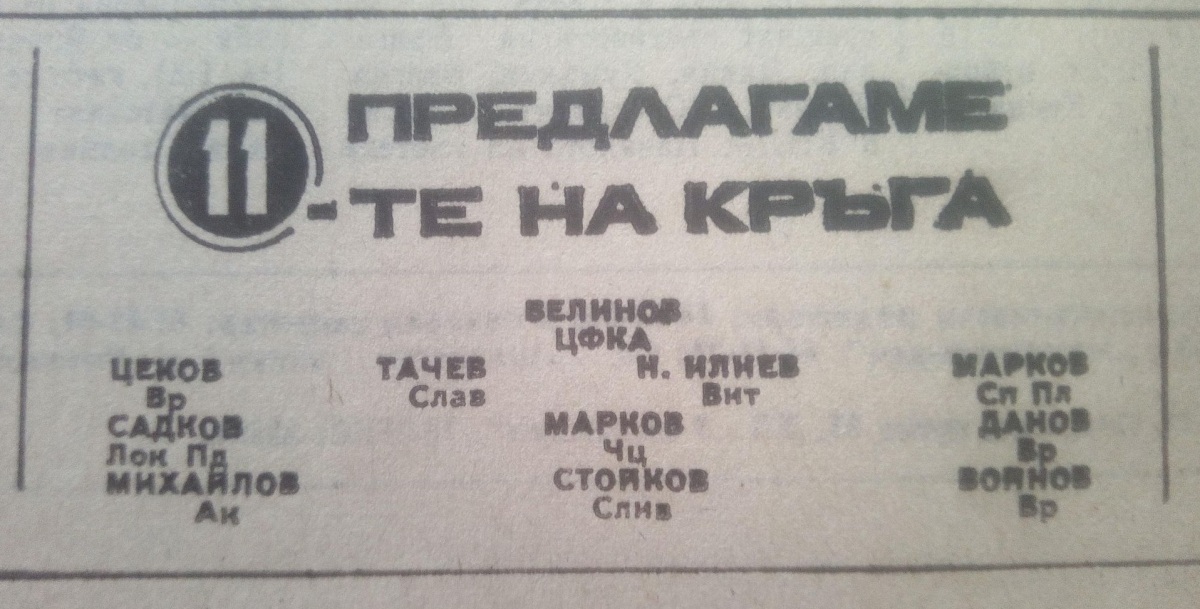 ПРЕДЛАГАМЕ
11-ТЕ НА КРЪГА
ВЕЛИНОВ
ЦФКА
ЦЕКОВ ТАЧЕВ Н. ИЛИЕВ МАРКОВ
Вр Слав Вит Сп Пл
САДКОВ МАРКОВ ДАНОВ
Лок Пд Чц Вр
МИХАЙЛОВ СТОЙКОВ ВОЙНОВ
Ак Слив Вр